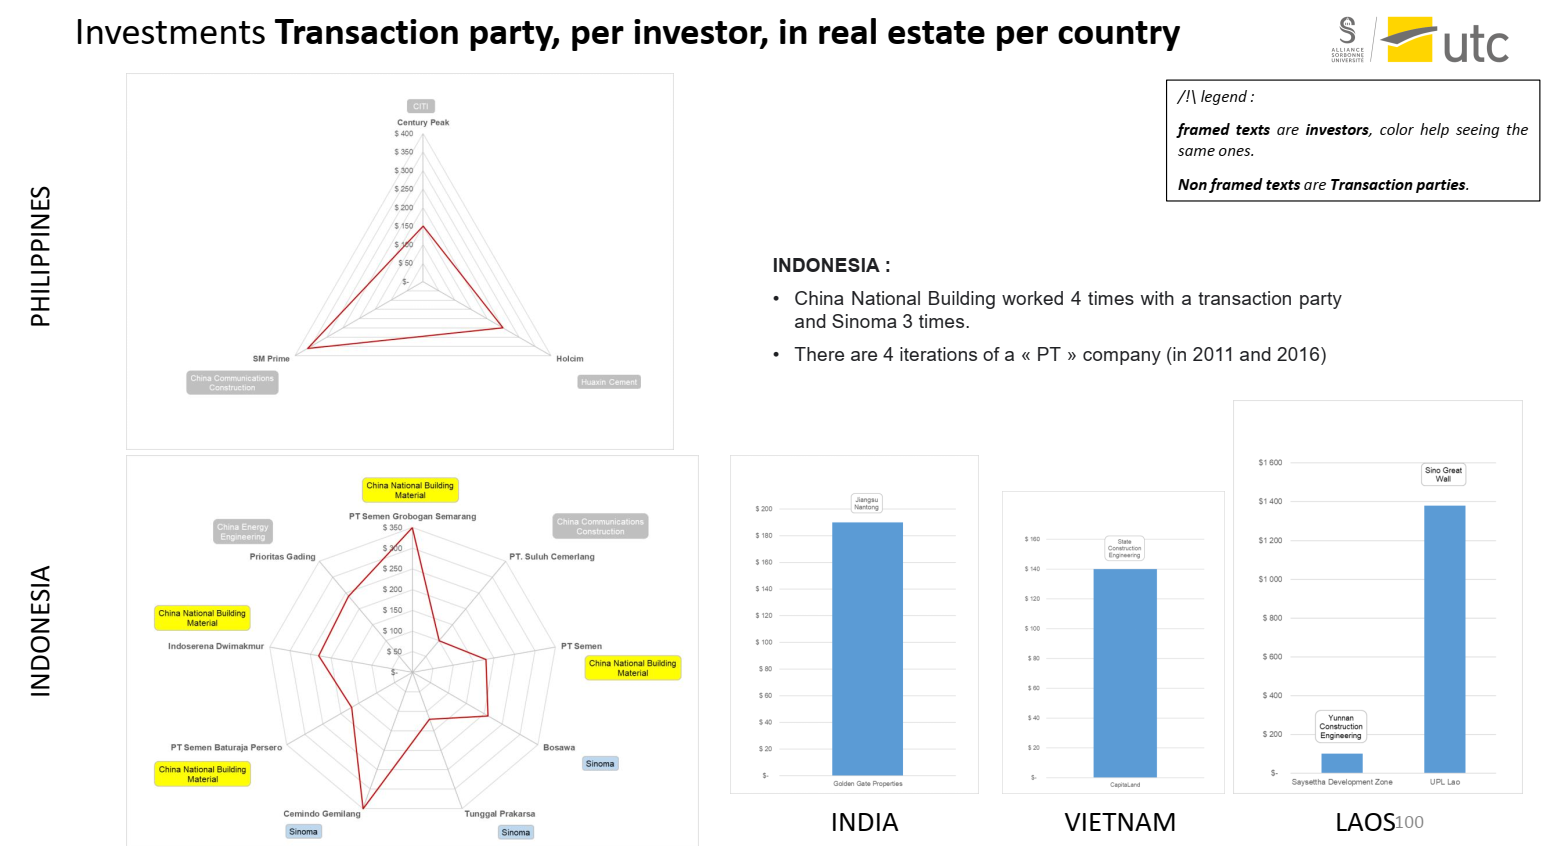 Investments Transaction party, per investor, in real estate per country
ALLIANCE
SORBONNE
UNIVERSITÉ
utc
/!\ legend :
framed texts are investors, color help seeing the
same ones.
Non framed texts are Transaction parties.
PHILIPPINES
CITI
Century Peak
$ 400
$ 350
$ 300
$ 250
$ 200
$ 150
$ 100
$ 50
$-
SM Prime
Holcim
China Communications
Construction
Huaxin Cement
INDONESIA :
• China National Building worked 4 times with a transaction party
and Sinoma 3 times.
• There are 4 iterations of a « PT » company (in 2011 and 2016)
INDONESIA
China National Building
Material
PT Semen Grobogan Semarang
China Energy
Engineering
China Communications
Construction
Prioritas Gading
PT. Suluh Cemerlang
$ 350
$ 300
$ 250
$ 200
$ 150
$ 100
$ 50
$-
China National Building
Material
Indoserena Dwimakmur
PT Semen
China National Building
Material
PT Semen Baturaja Persero
China National Building
Material
Bosawa
Sinoma
Cemindo Gemilang
Sinoma
Tunggal Prakarsa
Sinoma
Jiangsu
Nantong
$ 200
$ 180
$ 160
$ 140
$ 120
$ 100
$ 80
$ 60
$ 40
$ 20
$-
Golden Gate Properties
INDIA
State
Construction
Engineering
$ 160
$ 140
$ 120
$ 100
$ 80
$ 60
$ 40
$ 20
$-
CapitaLand
VIETNAM
Sino Great
Wall
$1 600
$1 400
$1 200
$1 000
$ 800
$ 600
$ 400
$ 200
$-
Yunnan
Construction
Engineering
Saysettha Development Zone
UPL Lao
LAOS
100